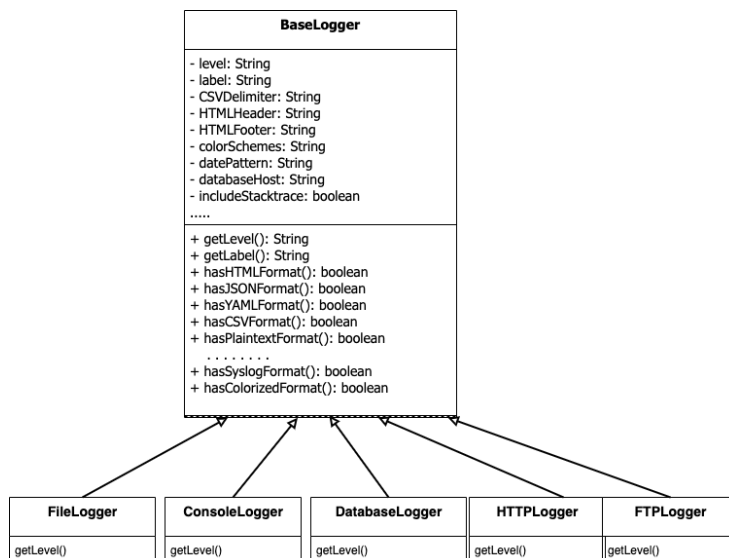 BaseLogger
- level: String
- label: String
- CSVDelimiter: String
- HTMLHeader: String
- HTMLFooter: String
- colorSchemes: String
- datePattern: String
- databaseHost: String
- includeStacktrace: boolean
.....
+ getLevel(): String
+ getLabel(): String
+ hasHTMLFormat(): boolean
+ hasJSONFormat(): boolean
+ hasYAMLFormat(): boolean
+ hasCSVFormat(): boolean
+ hasPlaintextFormat(): boolean
. . . . . . . .
+ hasSyslogFormat(): boolean
+ hasColorizedFormat(): boolean
FileLogger
getLevel()
ConsoleLogger
getLevel()
DatabaseLogger
getLevel()
HTTPLogger
getLevel()
FTPLogger
getLevel()